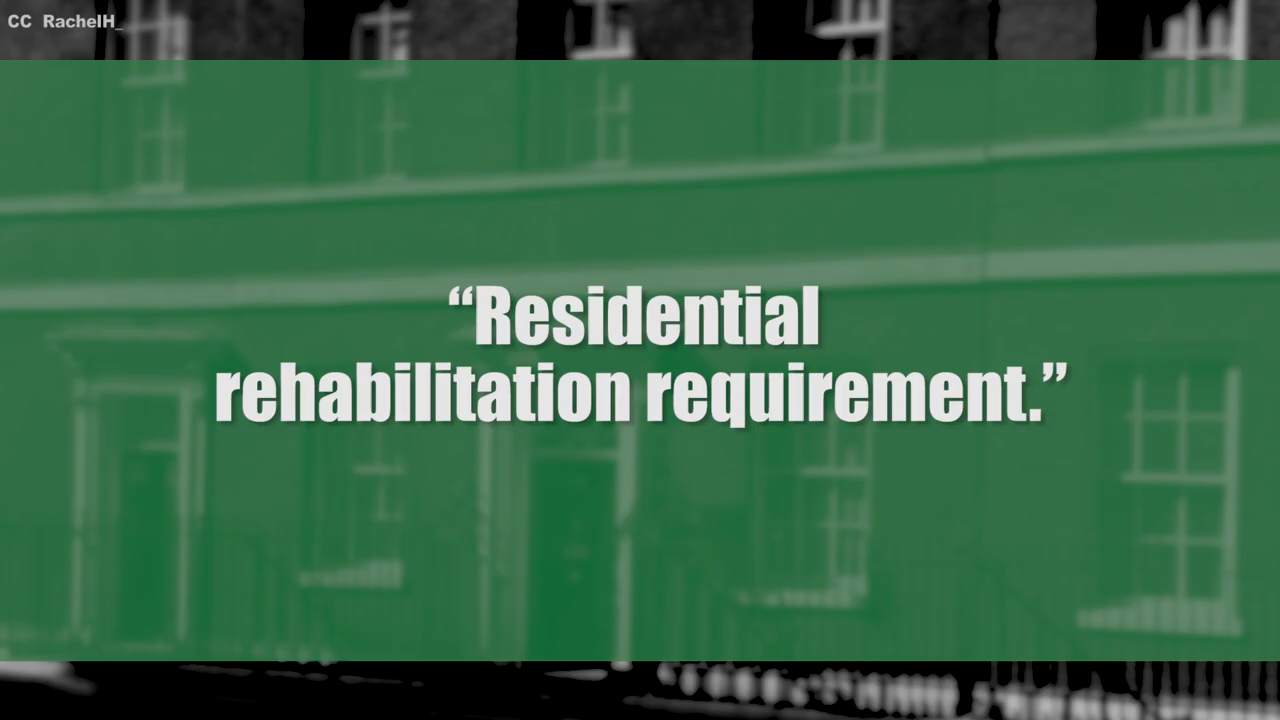 CC RachelH_
“Residential
rehabilitation requirement.”